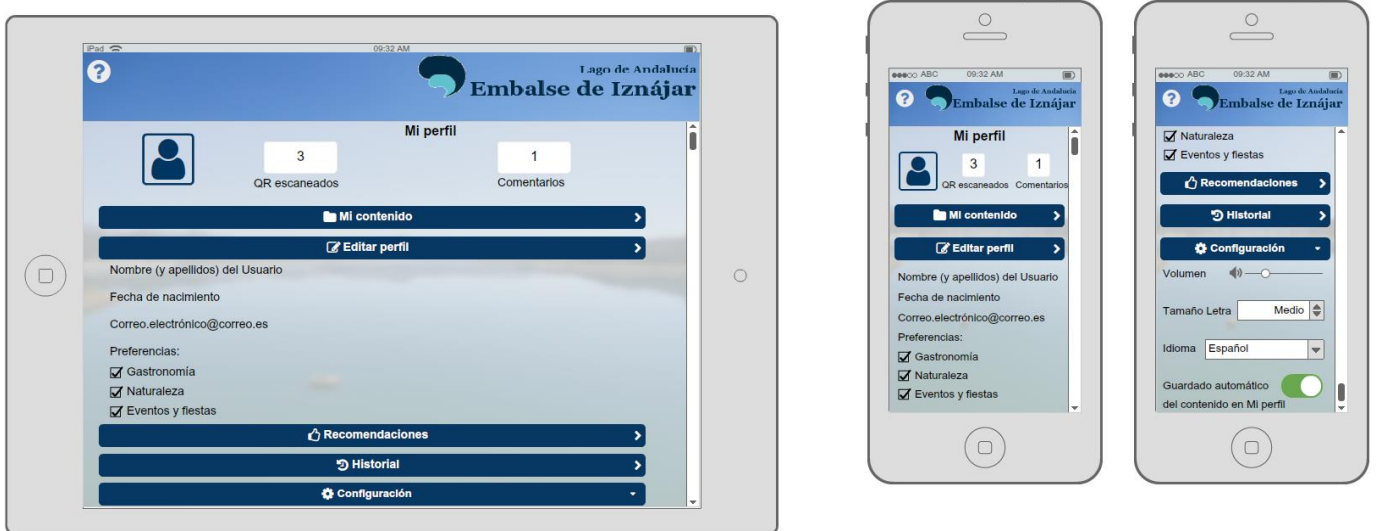 iPad 09:32 AM
?
Lago de Andalucía
Embalse de Iznájar
Mi perfil
3 1
QR escaneados Comentarios
Mi contenido
Editar perfil
Nombre (y apellidos) del Usuario
Fecha de nacimiento
Correo.electrónico@correo.es
Preferencias:
Gastronomía
Naturaleza
Eventos y fiestas
Recomendaciones
Historial
Configuración
ABC 09:32 AM
?
Lago de Andalucía
Embalse de Iznájar
Mi perfil
3 1
QR escaneados Comentarios
Mi contenido
Editar perfil
Nombre (y apellidos) del Usuario
Fecha de nacimiento
Correo.electrónico@correo.es
Preferencias:
Gastronomía
Naturaleza
Eventos y fiestas
ABC 09:32 AM
?
Lago de Andalucía
Embalse de Iznájar
Naturaleza
Eventos y fiestas
Recomendaciones
Historial
Configuración
Volumen
Tamaño Letra Medio
Idioma Español
Guardado automático
del contenido en Mi perfil